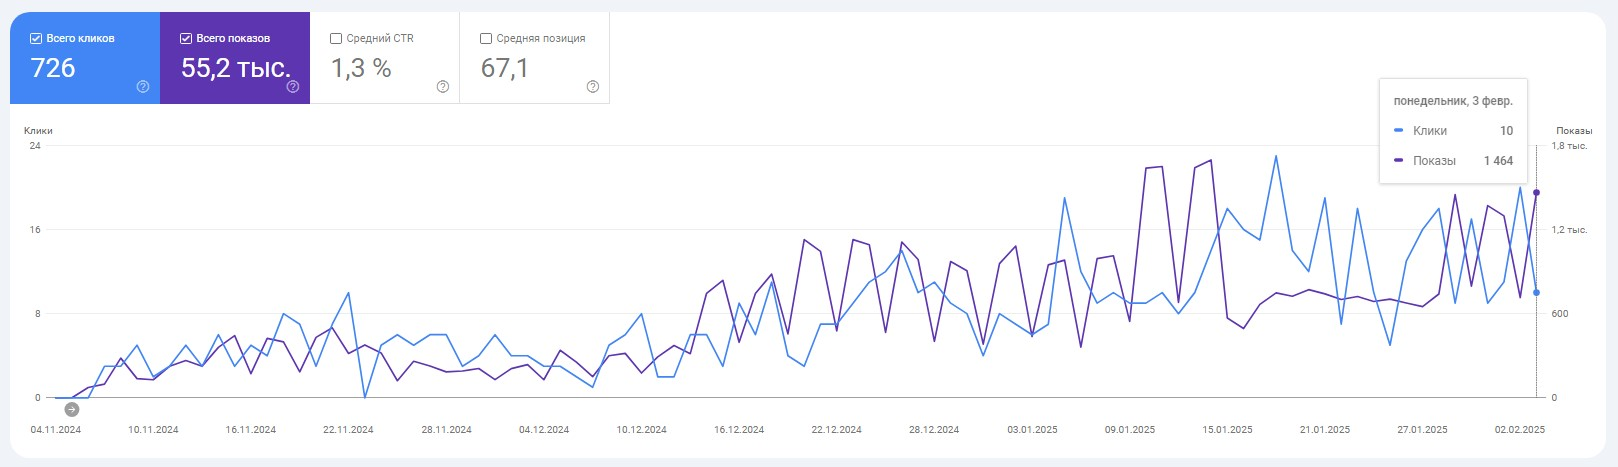 Всего кликов
726
Всего показов
55,2 тыс.
Средний CTR
1,3 %
Средняя позиция
67,1
понедельник, 3 февр.
Клики 10
Показы 1 464
Клики
Показы
24
1,8 тыс.
16
1,2 тыс.
8
600
0
0
04.11.2024 10.11.2024 16.11.2024 22.11.2024 28.11.2024 04.12.2024 10.12.2024 16.12.2024 22.12.2024 28.12.2024 03.01.2025 09.01.2025 15.01.2025 21.01.2025 27.01.2025 02.02.2025